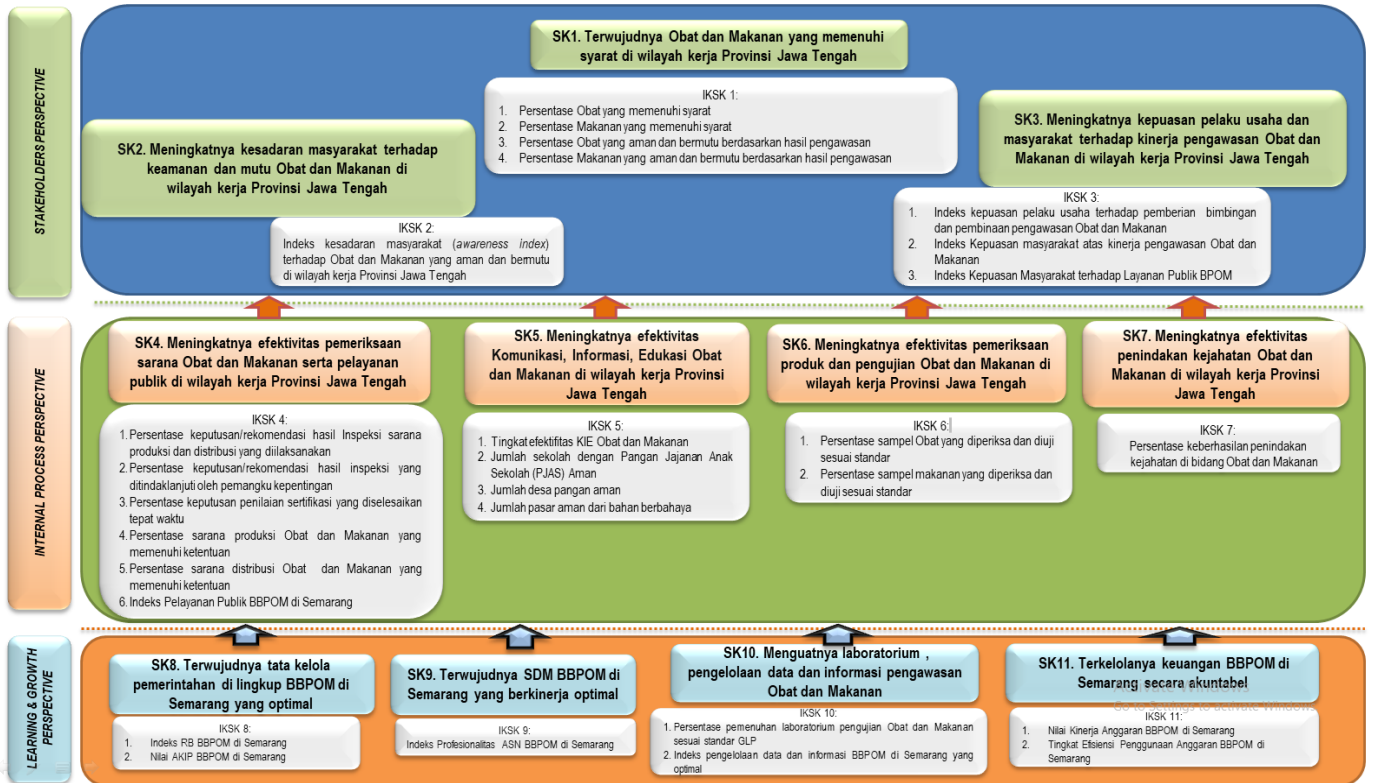 STAKEHOLDERS PERSPECTIVE
SK1. Terwujudnya Obat dan Makanan yang memenuhi
syarat di wilayah kerja Provinsi Jawa Tengah
IKSK 1:
1. Persentase Obat yang memenuhi syarat
2. Persentase Makanan yang memenuhi syarat
3. Persentase Obat yang aman dan bermutu berdasarkan hasil pengawasan
4. Persentase Makanan yang aman dan bermutu berdasarkan hasil pengawasan
SK2. Meningkatnya kesadaran masyarakat terhadap
keamanan dan mutu Obat dan Makanan di
wilayah kerja Provinsi Jawa Tengah
IKSK 2:
Indeks kesadaran masyarakat (awareness index)
terhadap Obat dan Makanan yang aman dan bermutu
di wilayah kerja Provinsi Jawa Tengah
SK3. Meningkatnya kepuasan pelaku usaha dan
masyarakat terhadap kinerja pengawasan Obat dan
Makanan di wilayah kerja Provinsi Jawa Tengah
IKSK 3:
1. Indeks kepuasan pelaku usaha terhadap pemberian bimbingan
dan pembinaan pengawasan Obat dan Makanan
2. Indeks Kepuasan masyarakat atas kinerja pengawasan Obat dan
Makanan
3. Indeks Kepuasan Masyarakat terhadap Layanan Publik BPOM
INTERNAL PROCESS PERSPECTIVE
SK4. Meningkatnya efektivitas pemeriksaan
sarana Obat dan Makanan serta pelayanan
publik di wilayah kerja Provinsi Jawa Tengah
IKSK 4:
1. Persentase keputusan/rekomendasi hasil Inspeksi sarana
produksi dan distribusi yang diilaksanakan
2. Persentase keputusan/rekomendasi hasil inspeksi yang
ditindaklanjuti oleh pemangku kepentingan
3. Persentase keputusan penilaian sertifikasi yang diselesaikan
tepat waktu
4. Persentase sarana produksi Obat dan Makanan yang
memenuhi ketentuan
5. Persentase sarana distribusi Obat dan Makanan yang
memenuhi ketentuan
6. Indeks Pelayanan Publik BBPOM di Semarang
SK5. Meningkatnya efektivitas
Komunikasi, Informasi, Edukasi Obat
dan Makanan di wilayah kerja Provinsi
Jawa Tengah
IKSK 5:
1. Tingkat efektifitas KIE Obat dan Makanan
2. Jumlah sekolah dengan Pangan Jajanan Anak
Sekolah (PJAS) Aman
3. Jumlah desa pangan aman
4. Jumlah pasar aman dari bahan berbahaya
SK6. Meningkatnya efektivitas pemeriksaan
produk dan pengujian Obat dan Makanan di
wilayah kerja Provinsi Jawa Tengah
IKSK 6:
1. Persentase sampel Obat yang diperiksa dan diuji
sesuai standar
2. Persentase sampel makanan yang diperiksa dan
diuji sesuai standar
SK7. Meningkatnya efektivitas
penindakan kejahatan Obat dan
Makanan di wilayah kerja Provinsi
Jawa Tengah
IKSK 7:
Persentase keberhasilan penindakan
kejahatan di bidang Obat dan Makanan
LEARNING & GROWTH
PERSPECTIVE
SK8. Terwujudnya tata kelola
pemerintahan di lingkup BBPOM di
Semarang yang optimal
IKSK 8:
1. Indeks RB BBPOM di Semarang
2. Nilai AKIP BBPOM di Semarang
SK9. Terwujudnya SDM BBPOM di
Semarang yang berkinerja optimal
IKSK 9:
Indeks Profesionalitas ASN BBPOM di Semarang
SK10. Menguatnya laboratorium ,
pengelolaan data dan informasi pengawasan
Obat dan Makanan
IKSK 10:
1. Persentase pemenuhan laboratorium pengujian Obat dan Makanan
sesuai standar GLP
2. Indeks pengelolaan data dan informasi BBPOM di Semarang yang
optimal
SK11. Terkelolanya keuangan BBPOM di
Semarang secara akuntabel
Activate Windows
Go to Settings to activate Windows.
IKSK 11:
1. Nilai Kinerja Anggaran BBPOM di Semarang
2. Tingkat Efisiensi Penggunaan Anggaran BBPOM di
Semarang